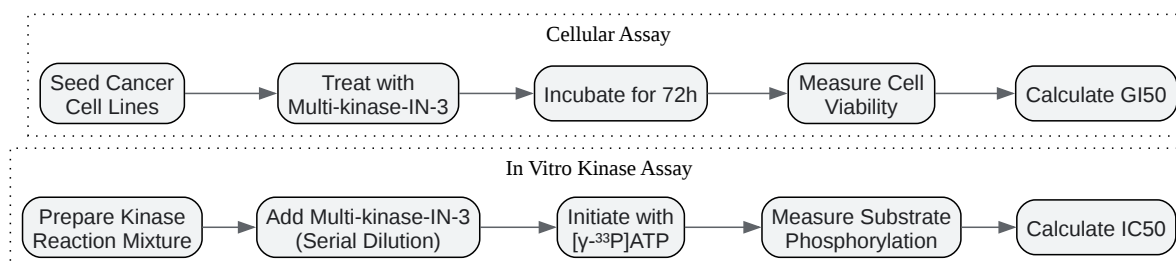 Cellular Assay
Seed Cancer
Cell Lines
Treat with
Multi-kinase-IN-3
Incubate for 72h
Measure Cell
Viability
Calculate GI50
In Vitro Kinase Assay
Prepare Kinase
Reaction Mixture
Add Multi-kinase-IN-3
(Serial Dilution)
Initiate with
[γ-³³P]ATP
Measure Substrate
Phosphorylation
Calculate IC50